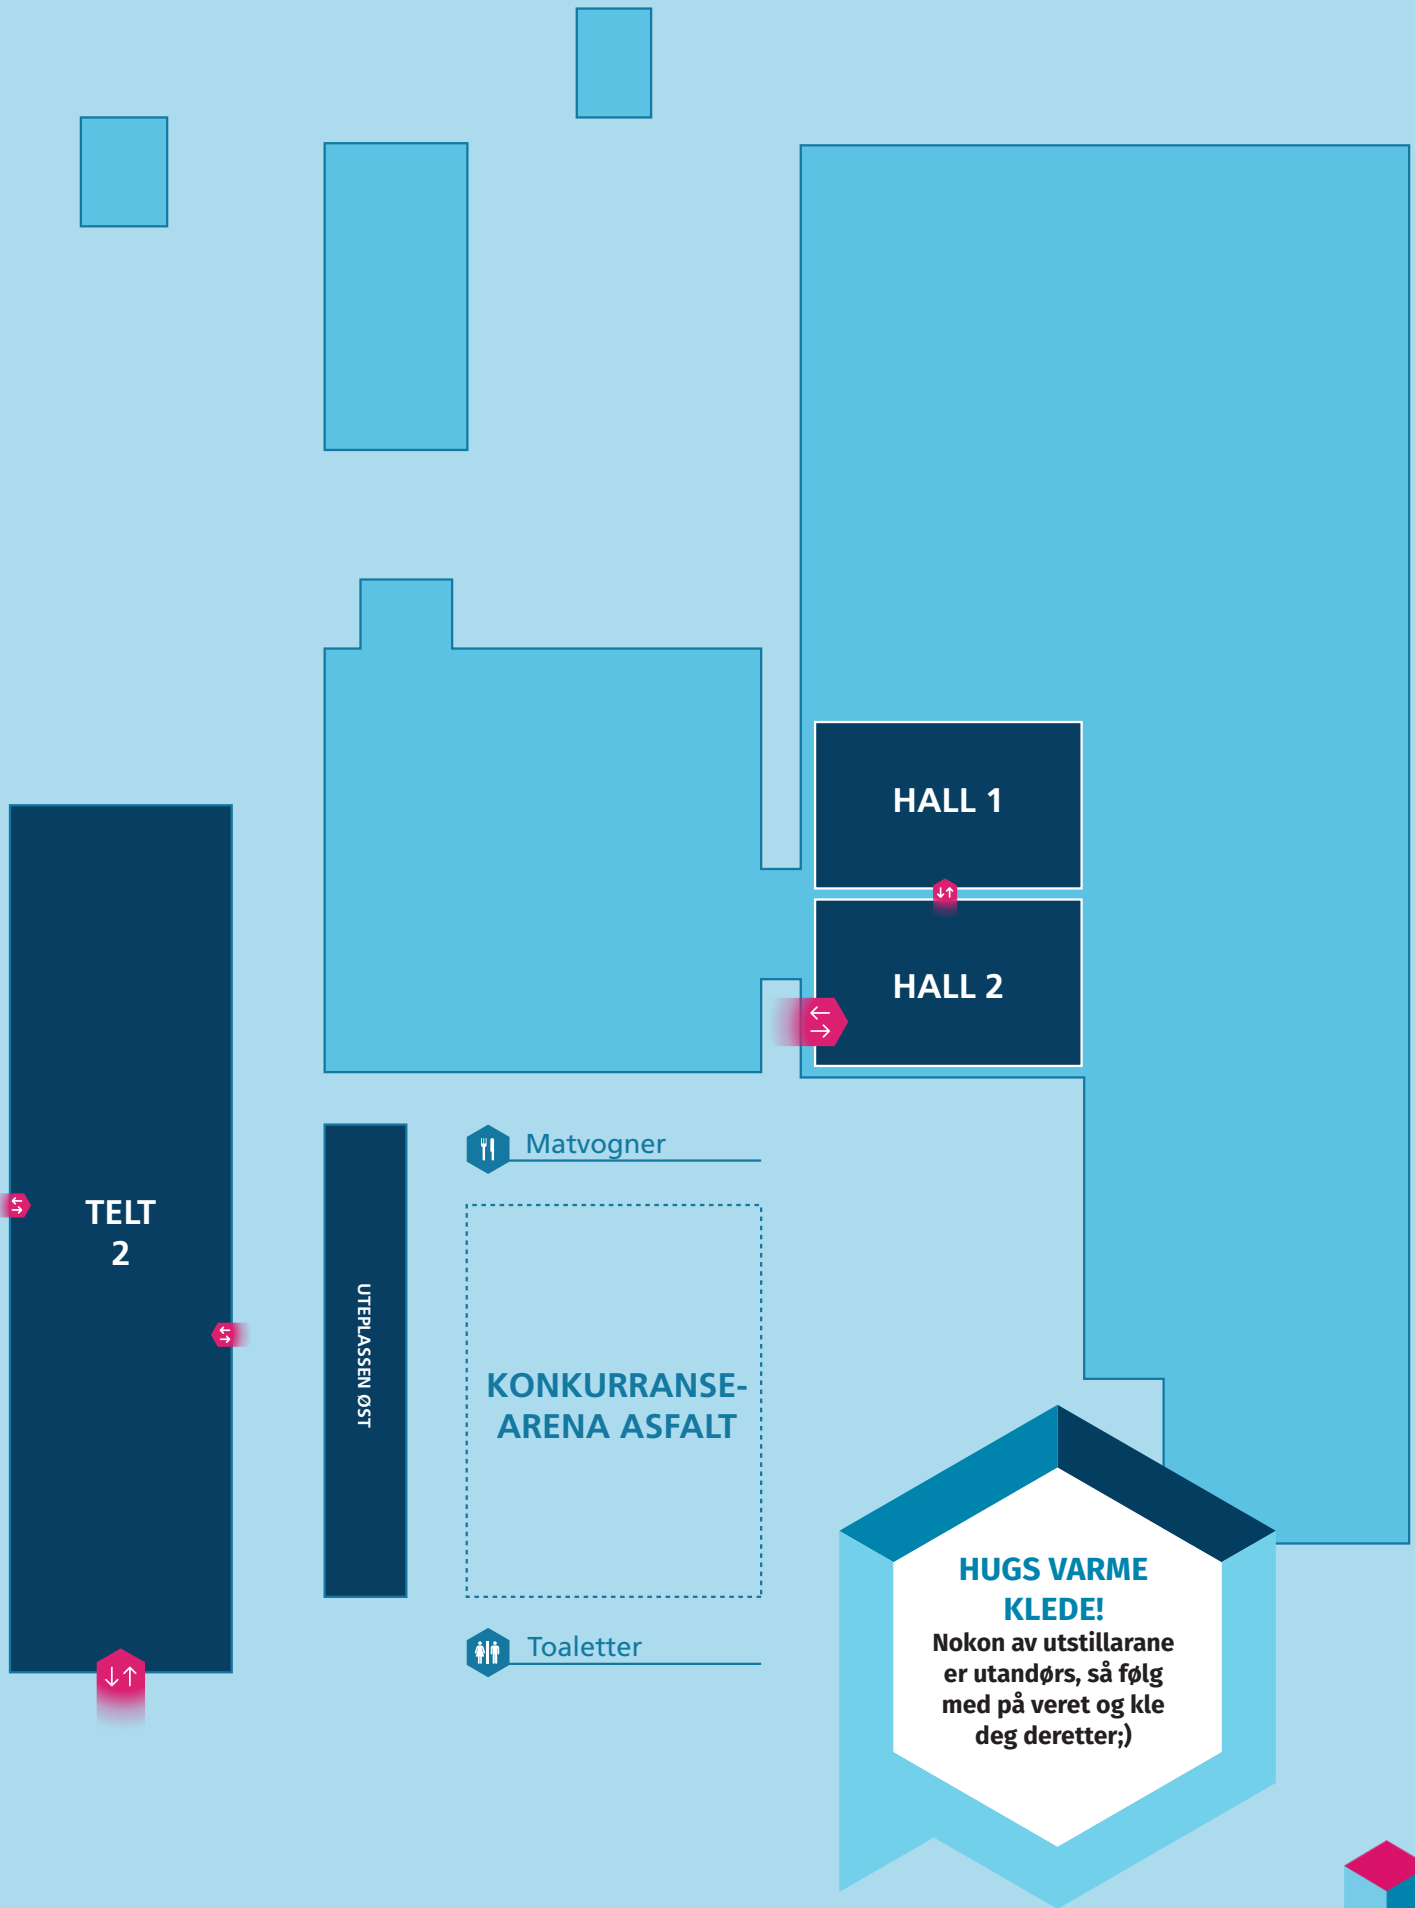 HALL 1
HALL 2
Matvogner
TELT
2
UTEPLASSEN ØST
KONKURRANSE-
ARENA ASFALT
Toaletter
HUGS VARME
KLEDE!
Nokon av utstillarane
er utandørs, så følg
med på veret og kle
deg deretter;)